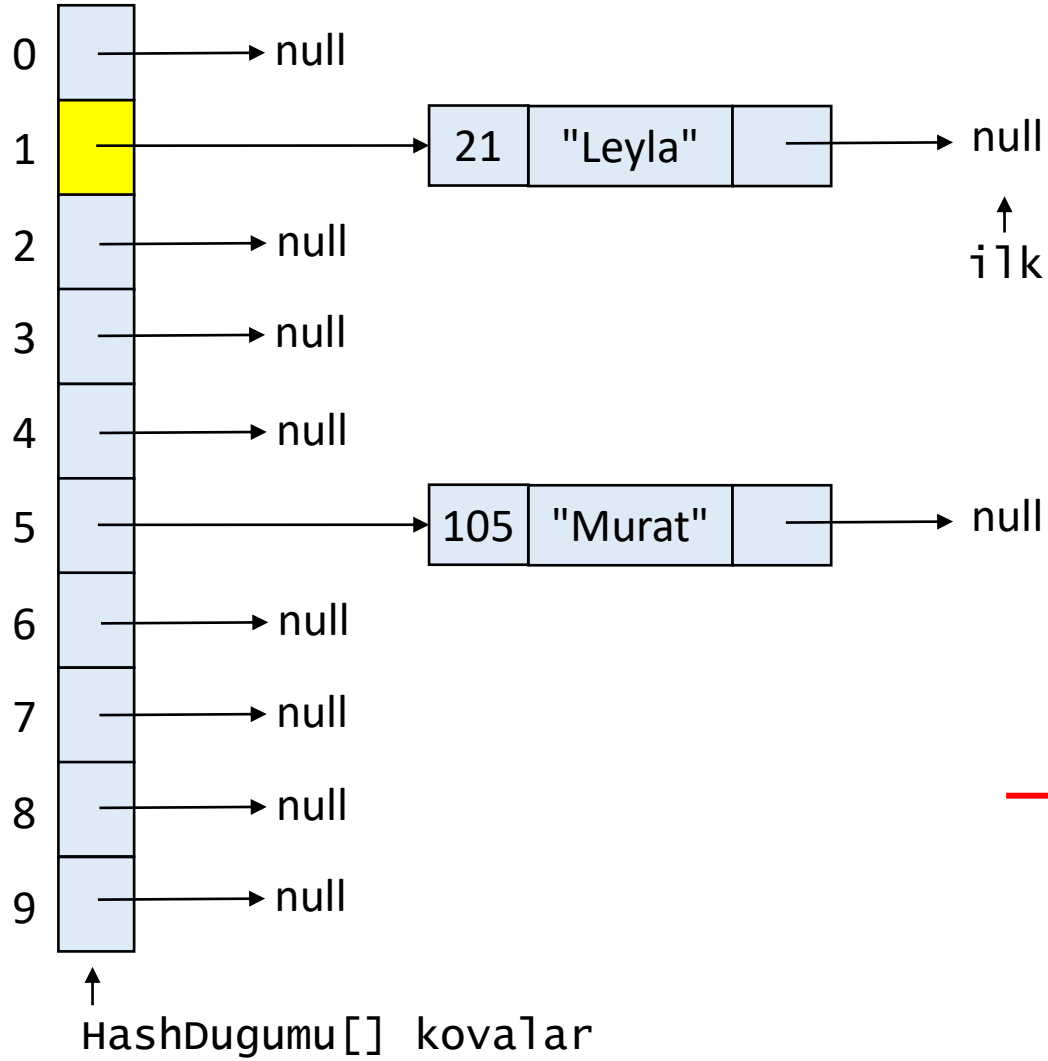 0 null
1 21 "Leyla" null
2 null
ilk
3 null
4 null
5 105 "Murat" null
6 null
7 null
8 null
9 null
HashDugumu[] kovalar